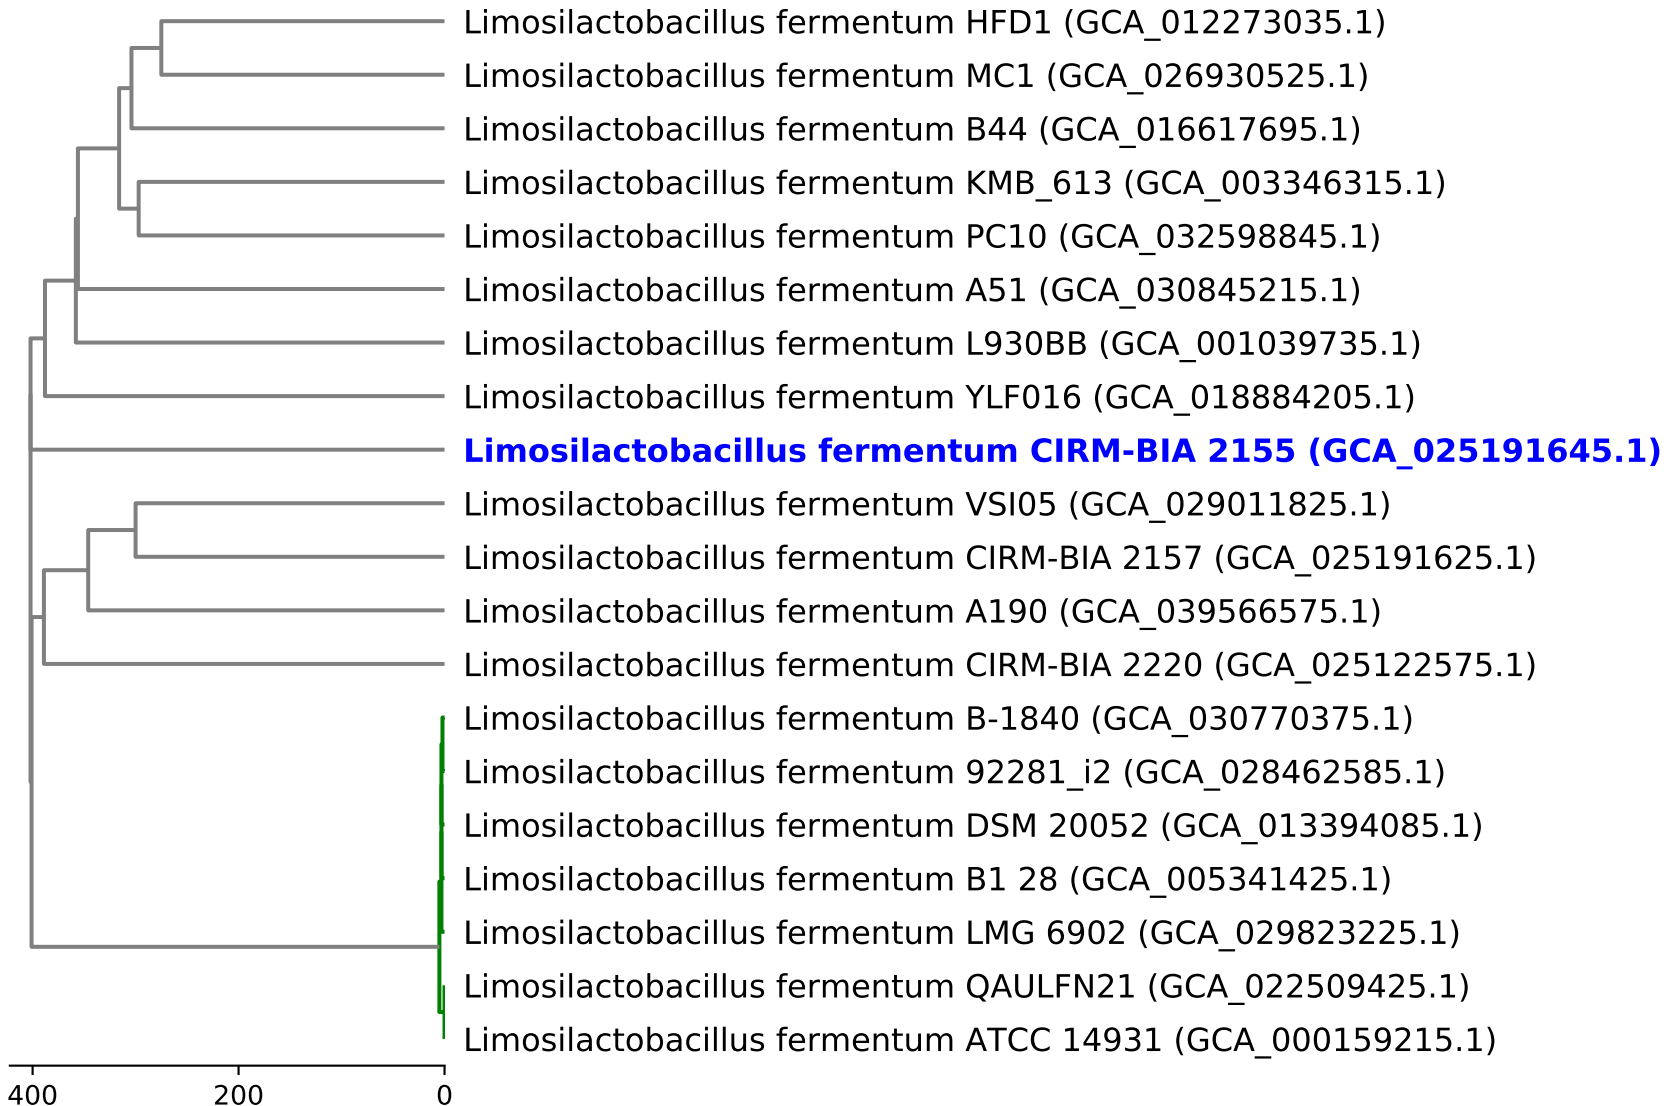 Limosilactobacillus fermentum HFD1 (GCA_012273035.1)
Limosilactobacillus fermentum MC1 (GCA_026930525.1)
Limosilactobacillus fermentum B44 (GCA_016617695.1)
Limosilactobacillus fermentum KMB_613 (GCA_003346315.1)
Limosilactobacillus fermentum PC10 (GCA_032598845.1)
Limosilactobacillus fermentum A51 (GCA_030845215.1)
Limosilactobacillus fermentum L930BB (GCA_001039735.1)
Limosilactobacillus fermentum YLF016 (GCA_018884205.1)
Limosilactobacillus fermentum CIRM-BIA 2155 (GCA_025191645.1)
Limosilactobacillus fermentum VSI05 (GCA_029011825.1)
Limosilactobacillus fermentum CIRM-BIA 2157 (GCA_025191625.1)
Limosilactobacillus fermentum A190 (GCA_039566575.1)
Limosilactobacillus fermentum CIRM-BIA 2220 (GCA_025122575.1)
Limosilactobacillus fermentum B-1840 (GCA_030770375.1)
Limosilactobacillus fermentum 92281_i2 (GCA_028462585.1)
Limosilactobacillus fermentum DSM 20052 (GCA_013394085.1)
Limosilactobacillus fermentum B1 28 (GCA_005341425.1)
Limosilactobacillus fermentum LMG 6902 (GCA_029823225.1)
Limosilactobacillus fermentum QAULFN21 (GCA_022509425.1)
Limosilactobacillus fermentum ATCC 14931 (GCA_000159215.1)
400 200 0